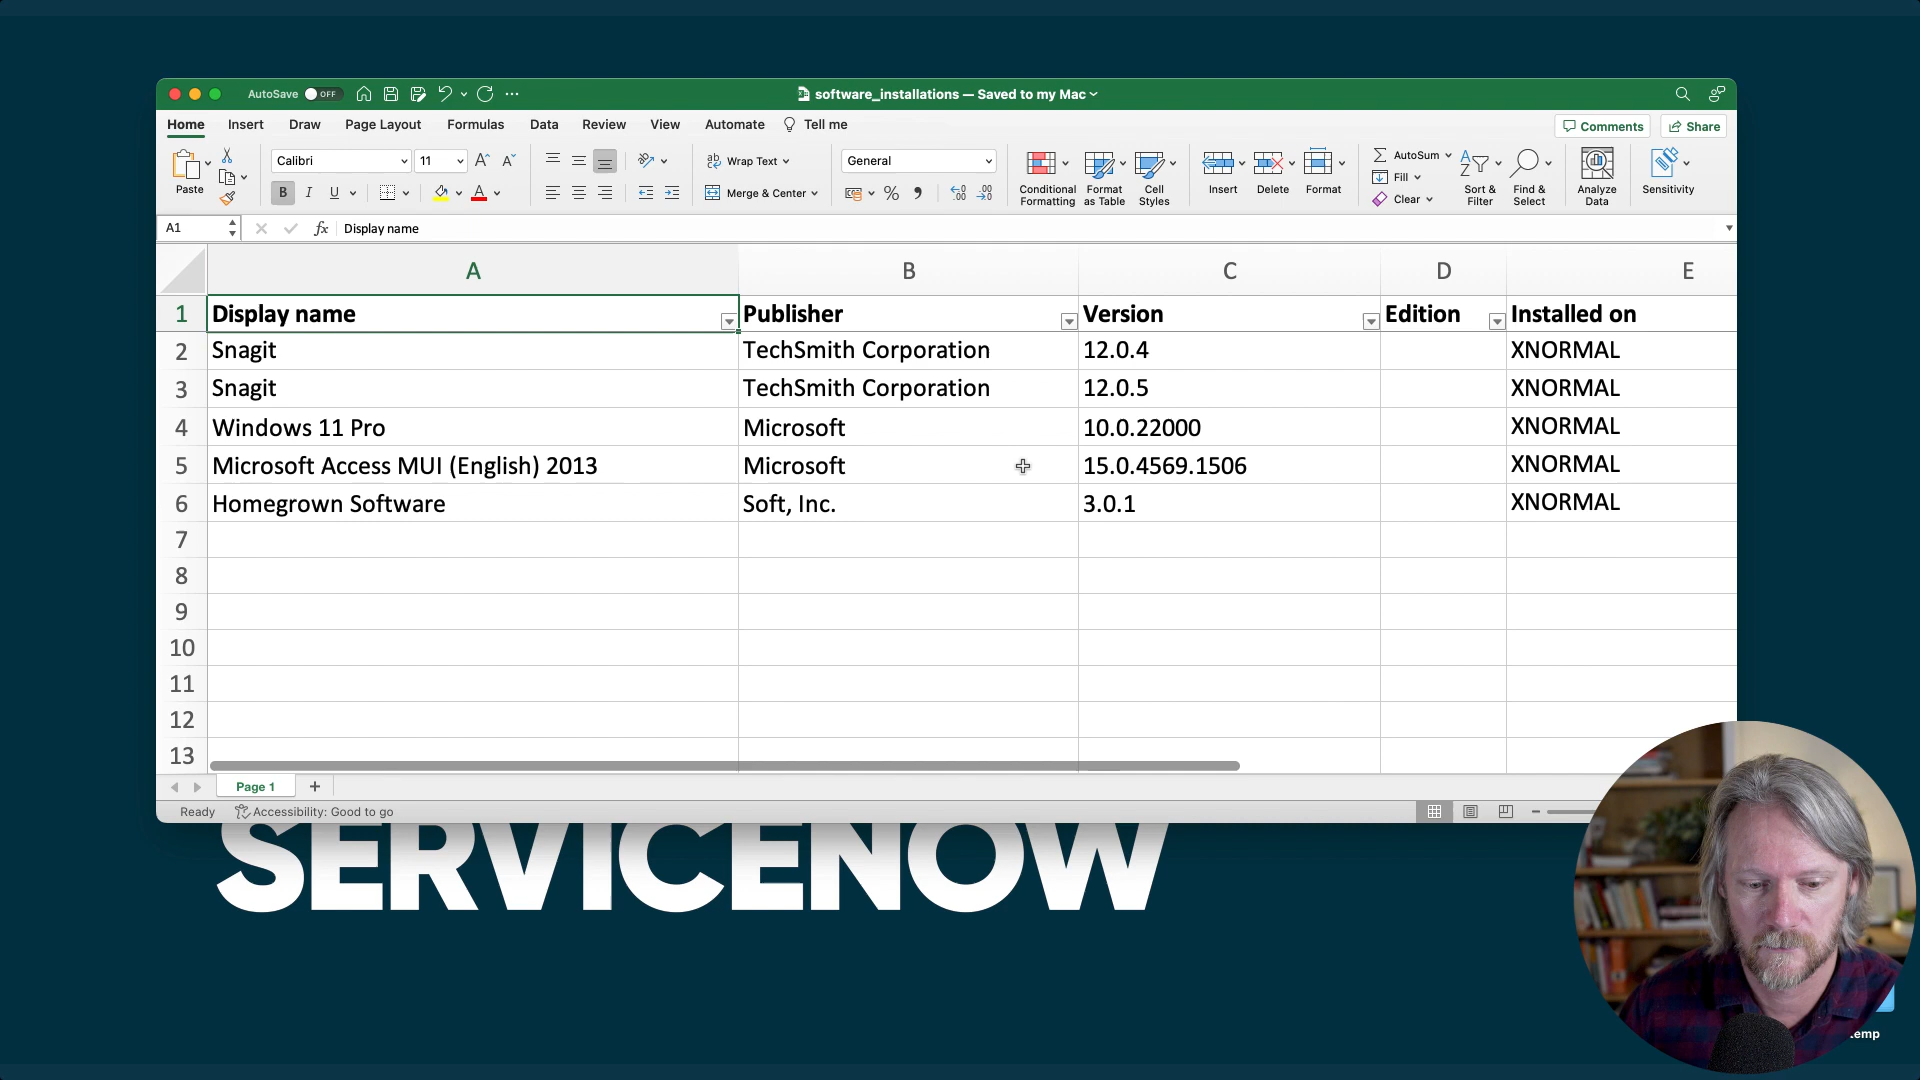 AutoSave OFF software_installations — Saved to my Mac
Home Insert Draw Page Layout Formulas Data Review View Automate Tell me Comments Share
Paste Calibri 11 Wrap Text General AutoSum
B I U Merge & Center Conditional Formatting Format as Table Cell Styles Insert Delete Format Fill Clear Sort & Filter Find & Select Analyze Data Sensitivity
A1 fx Display name
A B C D E
1 Display name Publisher Version Edition Installed on
2 Snagit TechSmith Corporation 12.0.4 XNORMAL
3 Snagit TechSmith Corporation 12.0.5 XNORMAL
4 Windows 11 Pro Microsoft 10.0.22000 XNORMAL
5 Microsoft Access MUI (English) 2013 Microsoft 15.0.4569.1506 XNORMAL
6 Homegrown Software Soft, Inc. 3.0.1 XNORMAL
7
8
9
10
11
12
13
Page 1 +
Ready Accessibility: Good to go
SERVICENOW